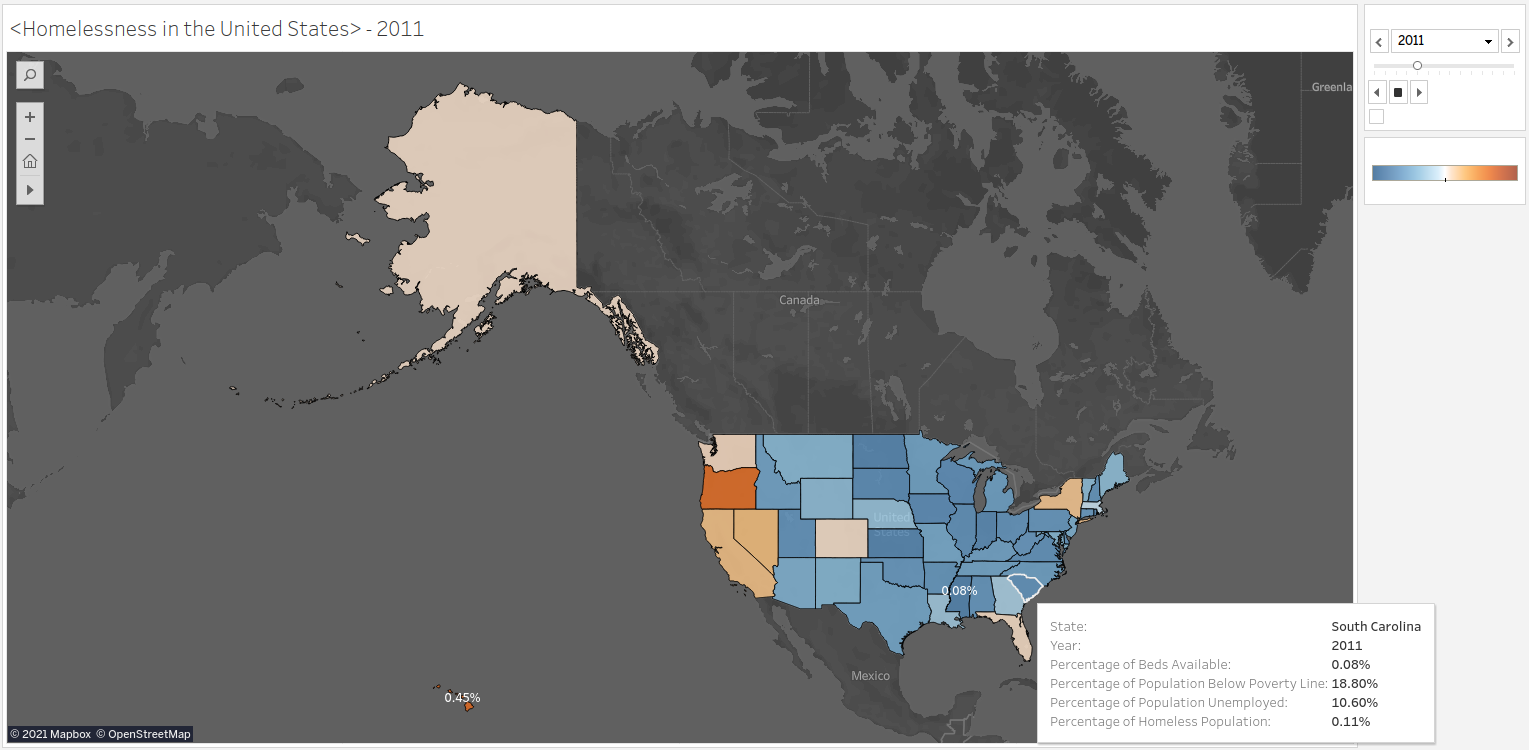 <Homelessness in the United States> - 2011
2011
Greenla
Canada
United
States
0.08%
Mexico
0.45%
State: South Carolina
Year: 2011
Percentage of Beds Available: 0.08%
Percentage of Population Below Poverty Line: 18.80%
Percentage of Population Unemployed: 10.60%
Percentage of Homeless Population: 0.11%
© 2021 Mapbox © OpenStreetMap